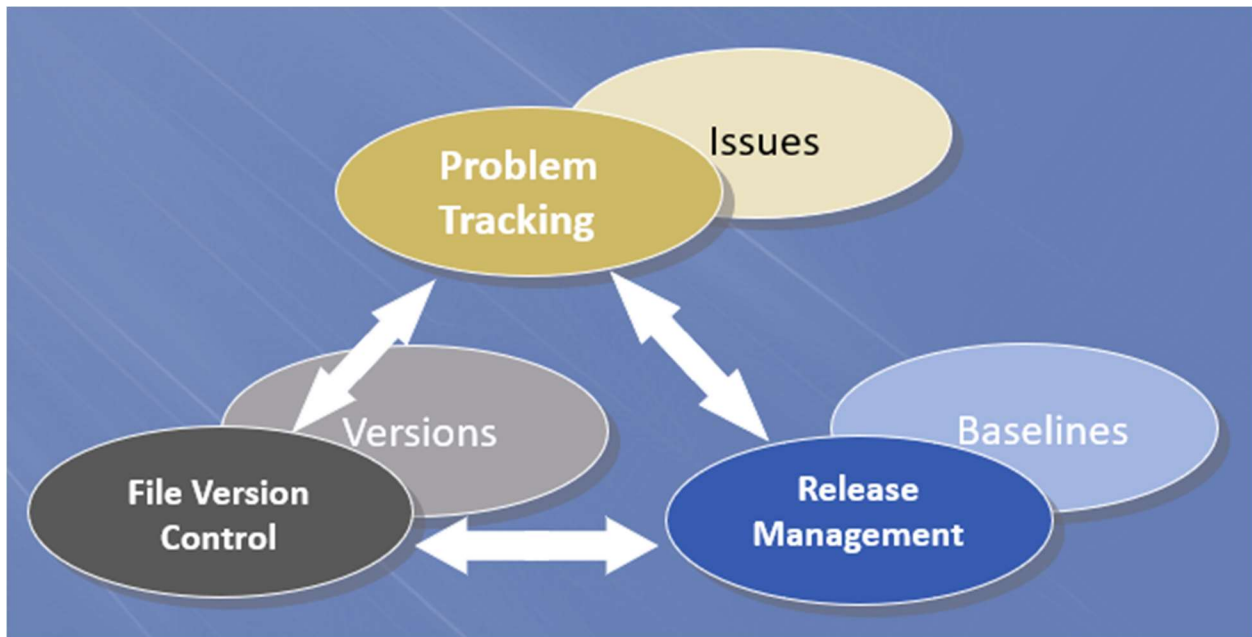 Issues
Problem
Tracking
Versions
Baselines
File Version
Control
Release
Management